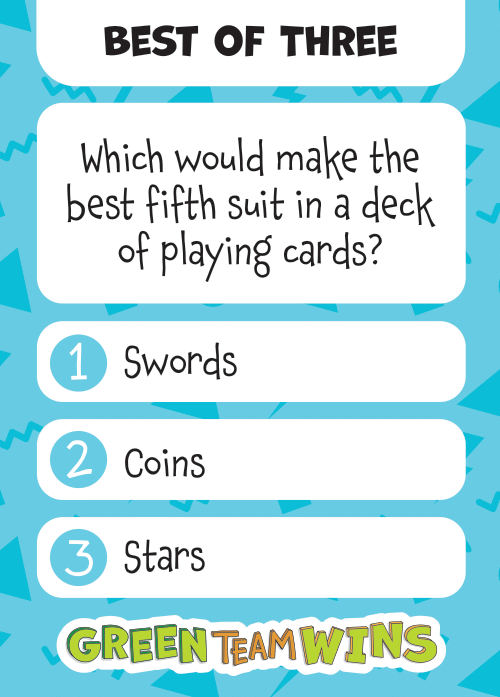 BEST OF THREE
Which would make the
best fifth suit in a deck
of playing cards?
1 Swords
2 Coins
3 Stars
GREEN TEAM WINS